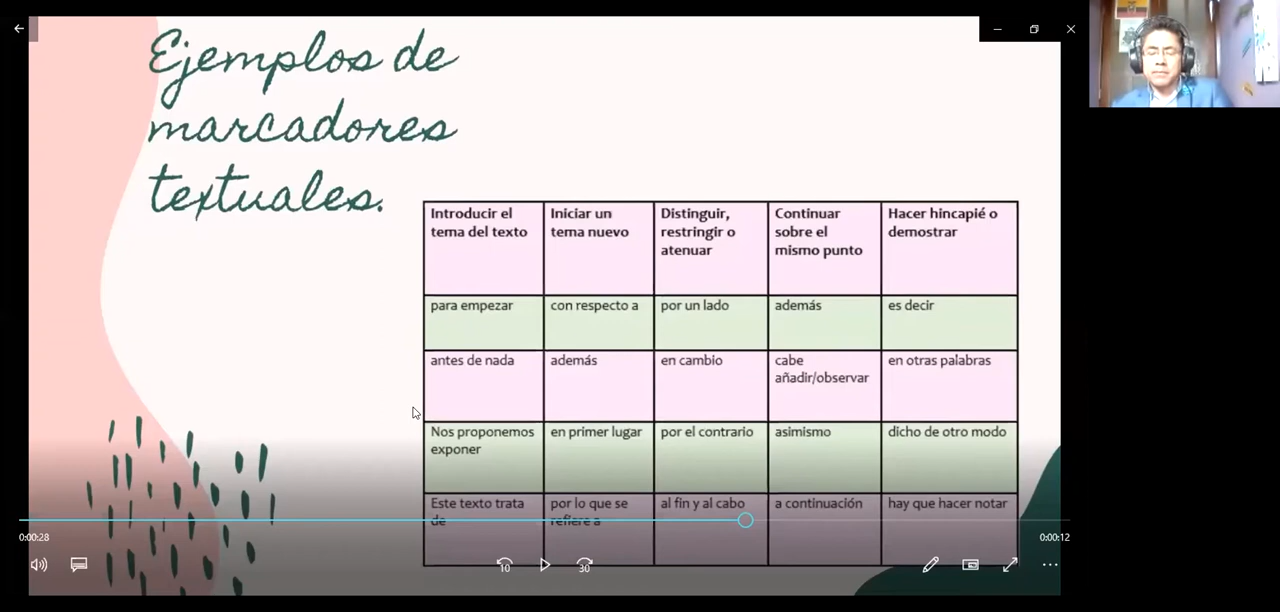 Ejemplos de
marcadores
textuales.
Introducir el
tema del texto
Iniciar un
tema nuevo
Distinguir,
restringir o
atenuar
Continuar
sobre el
mismo punto
Hacer hincapié o
demostrar
para empezar
con respecto a
por un lado
además
es decir
antes de nada
además
en cambio
cabe
añadir/observar
en otras palabras
Nos proponemos
exponer
en primer lugar
por el contrario
asimismo
dicho de otro modo
Este texto trata
de
por lo que se
refiere a
al fin y al cabo
a continuación
hay que hacer notar
0:00:28
0:00:12
10
30